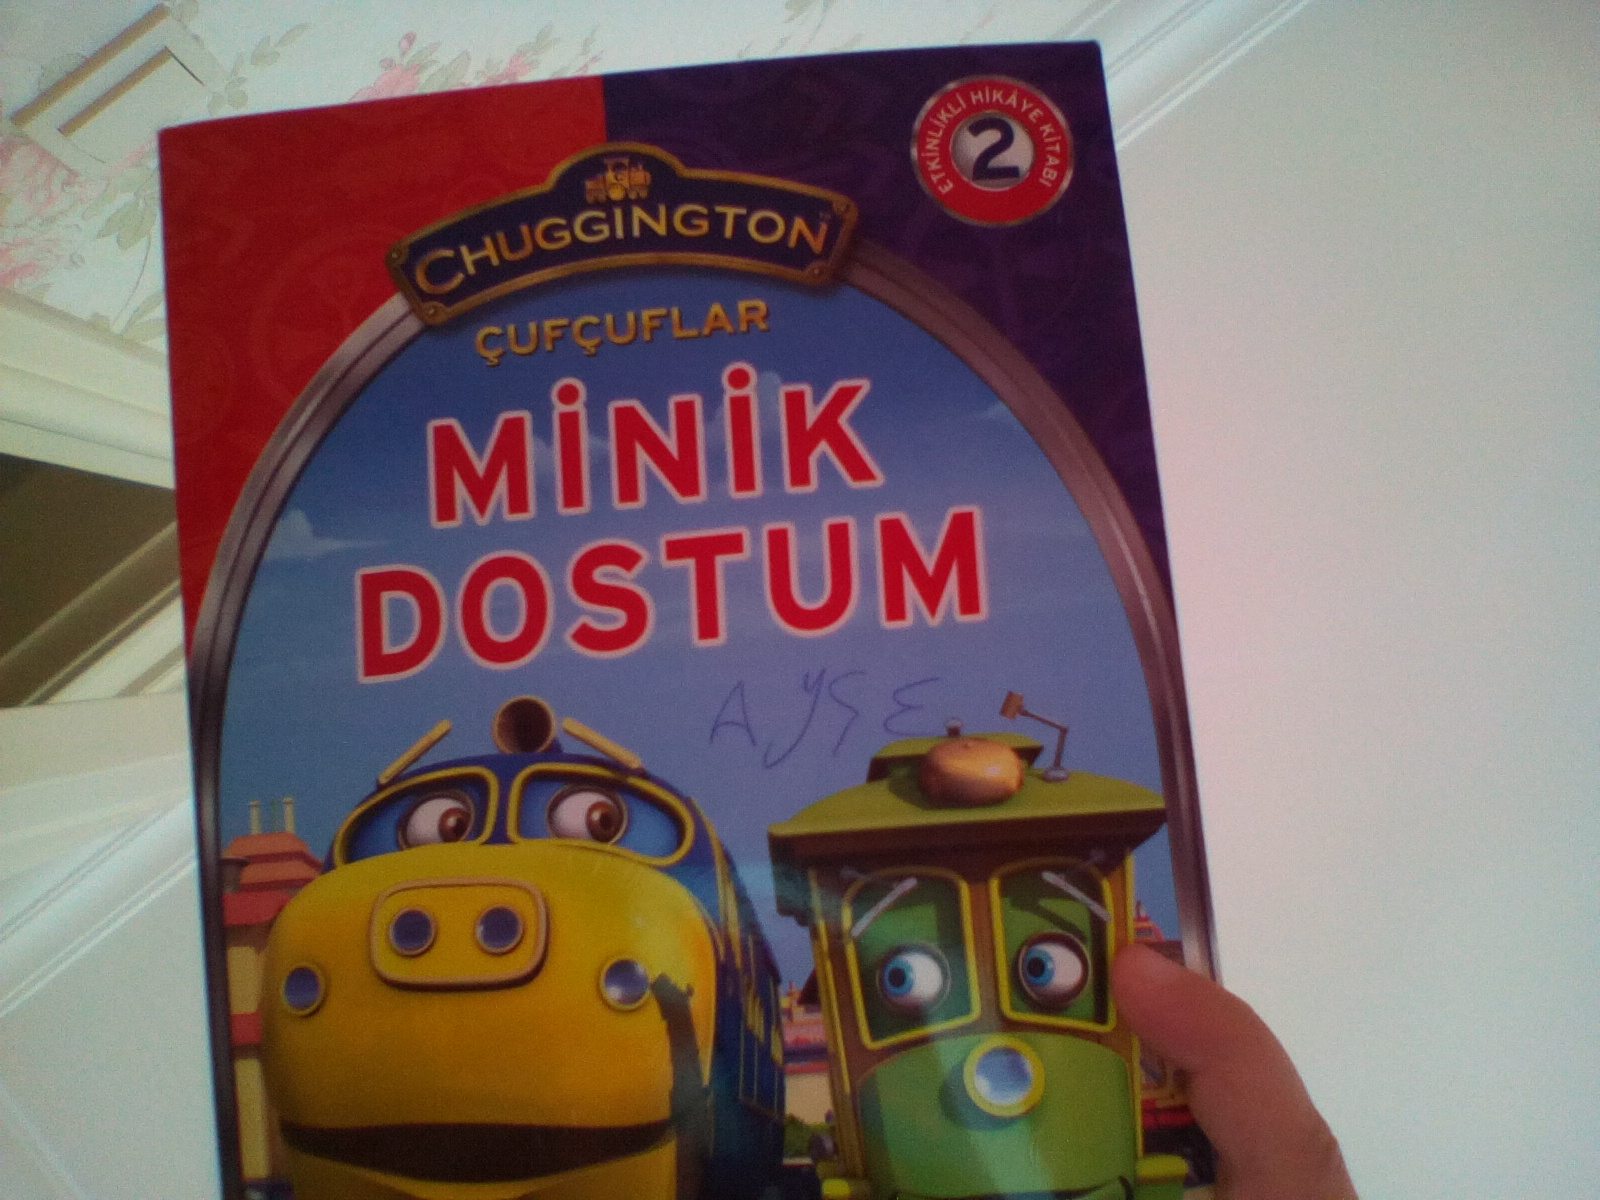 ETKİNLİKLİ HİKÂYE KİTABI
2
CHUGGINGTON
ÇUFÇUFLAR
MİNİK
DOSTUM
AYŞE